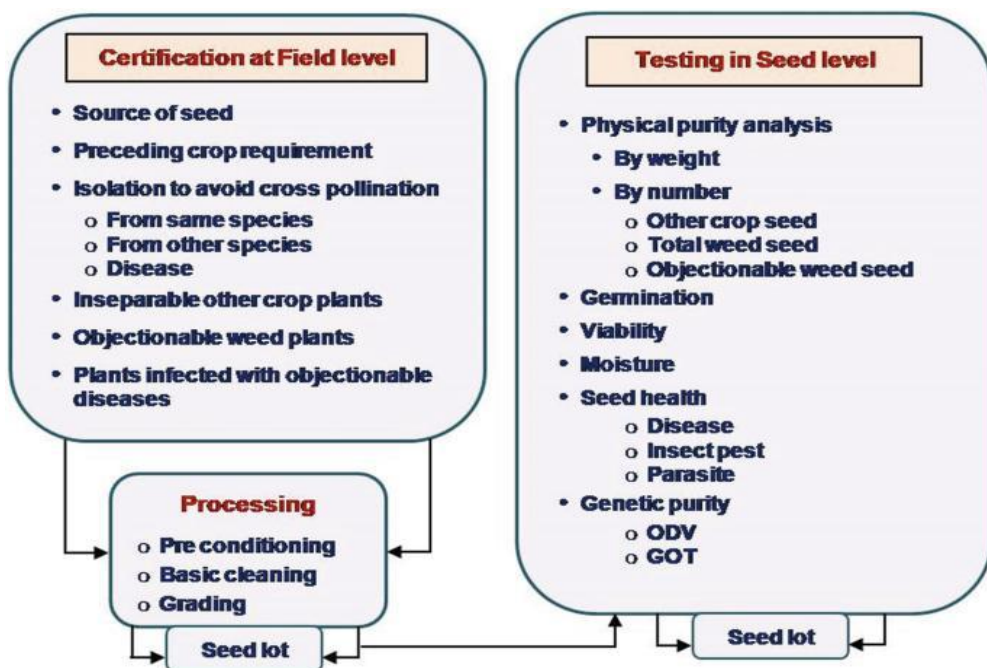 Certification at Field level
• Source of seed
• Preceding crop requirement
• Isolation to avoid cross pollination
o From same species
o From other species
o Disease
• Inseparable other crop plants
• Objectionable weed plants
• Plants infected with objectionable
diseases
Processing
o Pre conditioning
o Basic cleaning
o Grading
Seed lot
Testing in Seed level
• Physical purity analysis
• By weight
• By number
o Other crop seed
o Total weed seed
o Objectionable weed seed
• Germination
• Viability
• Moisture
• Seed health
o Disease
o Insect pest
o Parasite
• Genetic purity
o ODV
o GOT
Seed lot